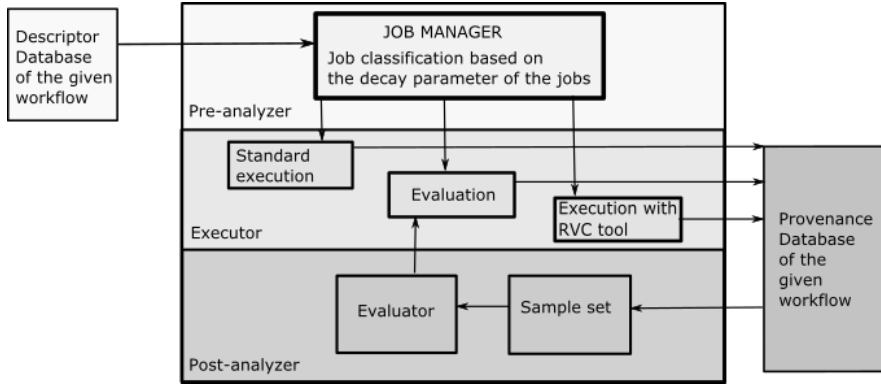 Descriptor
Database
of the given
workflow
JOB MANAGER
Job classification based on
the decay parameter of the jobs
Pre-analyzer
Standard
execution
Evaluation
Execution with
RVC tool
Executor
Provenance
Database
of the
given
workflow
Evaluator
Sample set
Post-analyzer